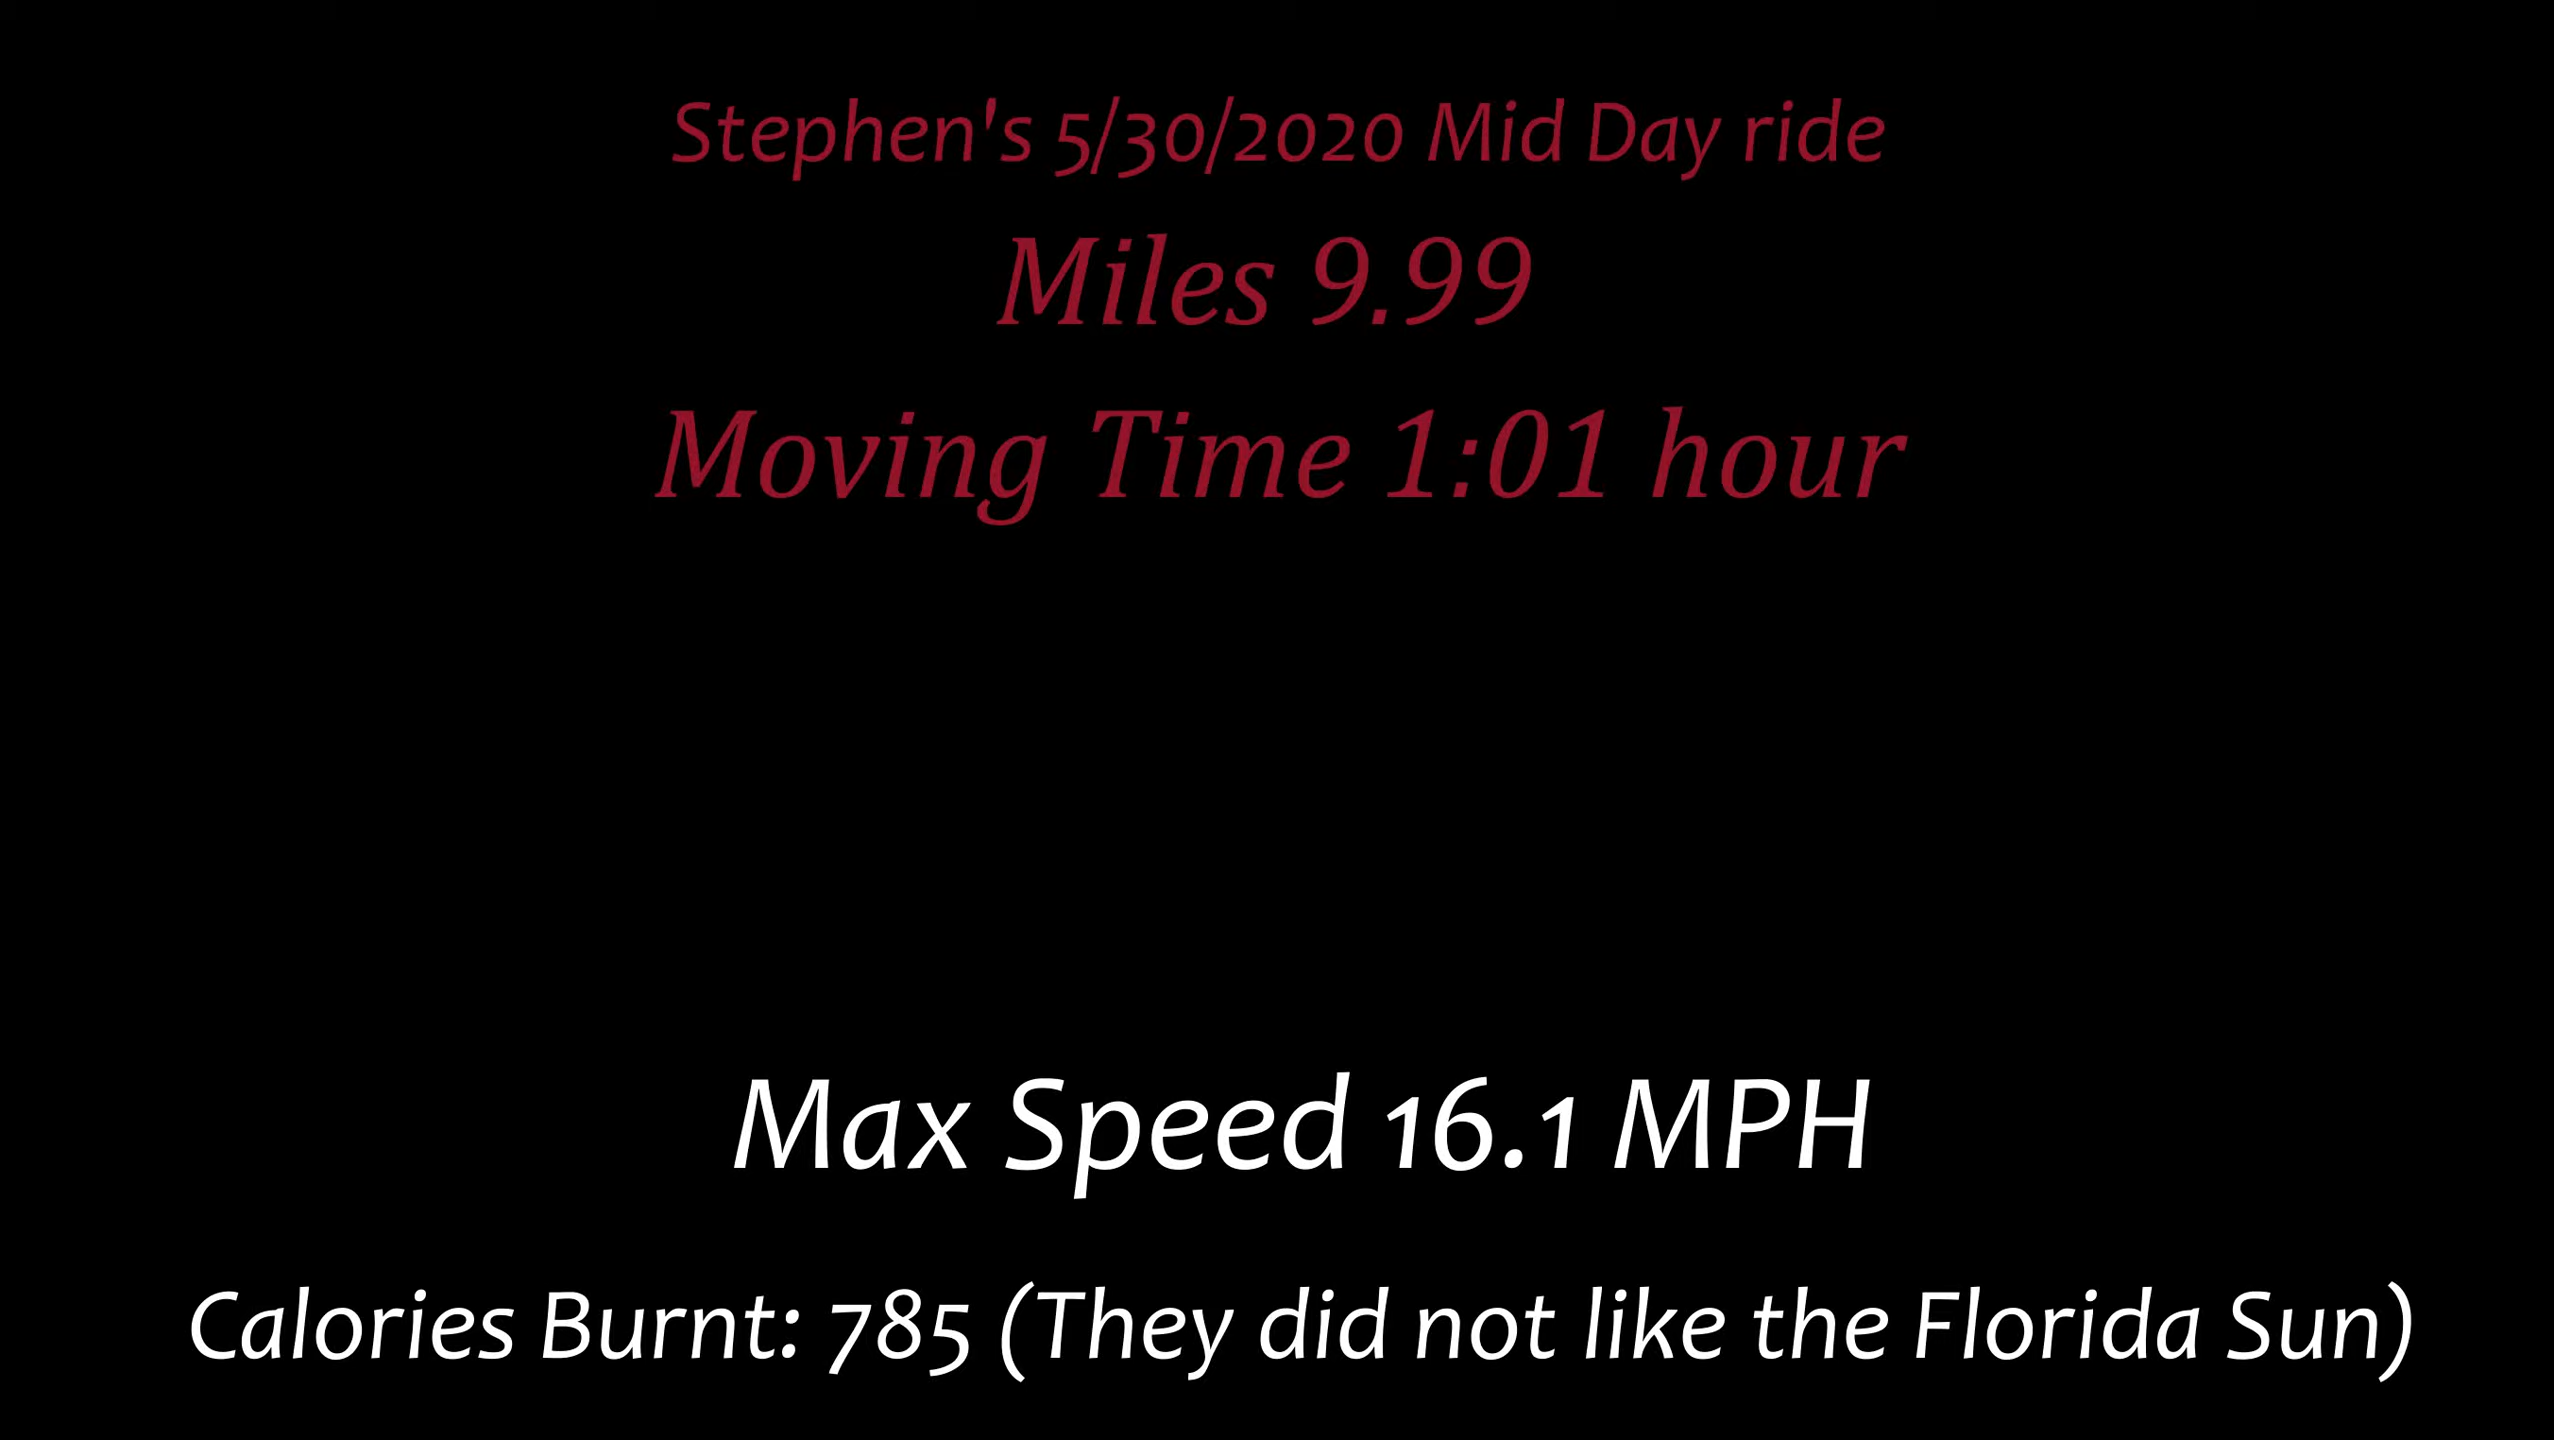 Stephen's 5/30/2020 Mid Day ride
Miles 9.99
Moving Time 1:01 hour
Max Speed 16.1 MPH
Calories Burnt: 785 (They did not like the Florida Sun)